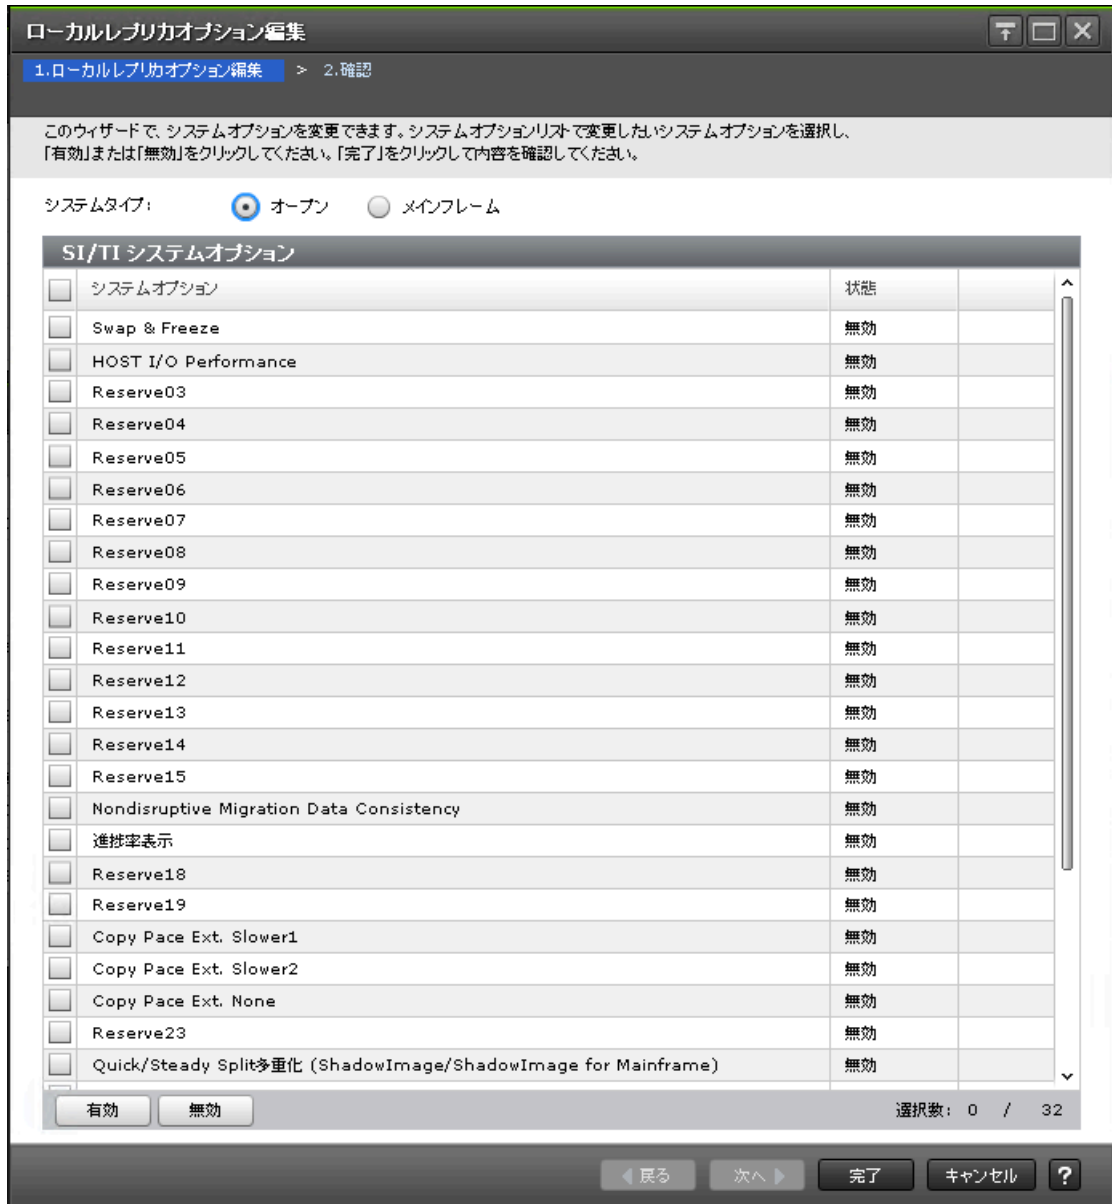 ローカルレプリカオプション編集
1.ローカルレプリカオプション編集 > 2.確認
このウィザードで、システムオプションを変更できます。システムオプションリストで変更したいシステムオプションを選択し、
「有効」または「無効」をクリックしてください。「完了」をクリックして内容を確認してください。
システムタイプ: オープン メインフレーム
SI/TI システムオプション
システムオプション 状態
Swap & Freeze 無効
HOST I/O Performance 無効
Reserve03 無効
Reserve04 無効
Reserve05 無効
Reserve06 無効
Reserve07 無効
Reserve08 無効
Reserve09 無効
Reserve10 無効
Reserve11 無効
Reserve12 無効
Reserve13 無効
Reserve14 無効
Reserve15 無効
Nondisruptive Migration Data Consistency 無効
進捗率表示 無効
Reserve18 無効
Reserve19 無効
Copy Pace Ext. Slower1 無効
Copy Pace Ext. Slower2 無効
Copy Pace Ext. None 無効
Reserve23 無効
Quick/Steady Split多重化 (ShadowImage/ShadowImage for Mainframe) 無効
有効 無効 選択数: 0 / 32
戻る 次へ 完了 キャンセル ?